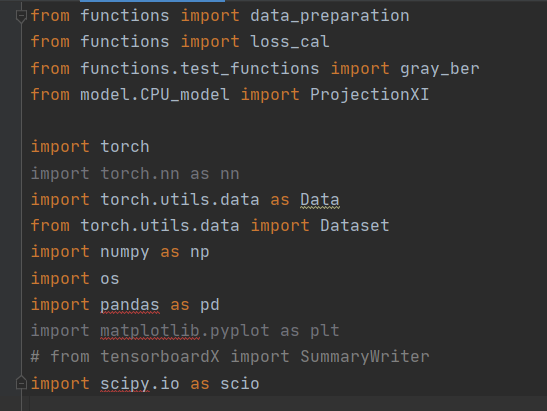 from functions import data_preparation
from functions import loss_cal
from functions.test_functions import gray_ber
from model.CPU_model import ProjectionXI
import torch
import torch.nn as nn
import torch.utils.data as Data
from torch.utils.data import Dataset
import numpy as np
import os
import pandas as pd
import matplotlib.pyplot as plt
# from tensorboardX import SummaryWriter
import scipy.io as scio